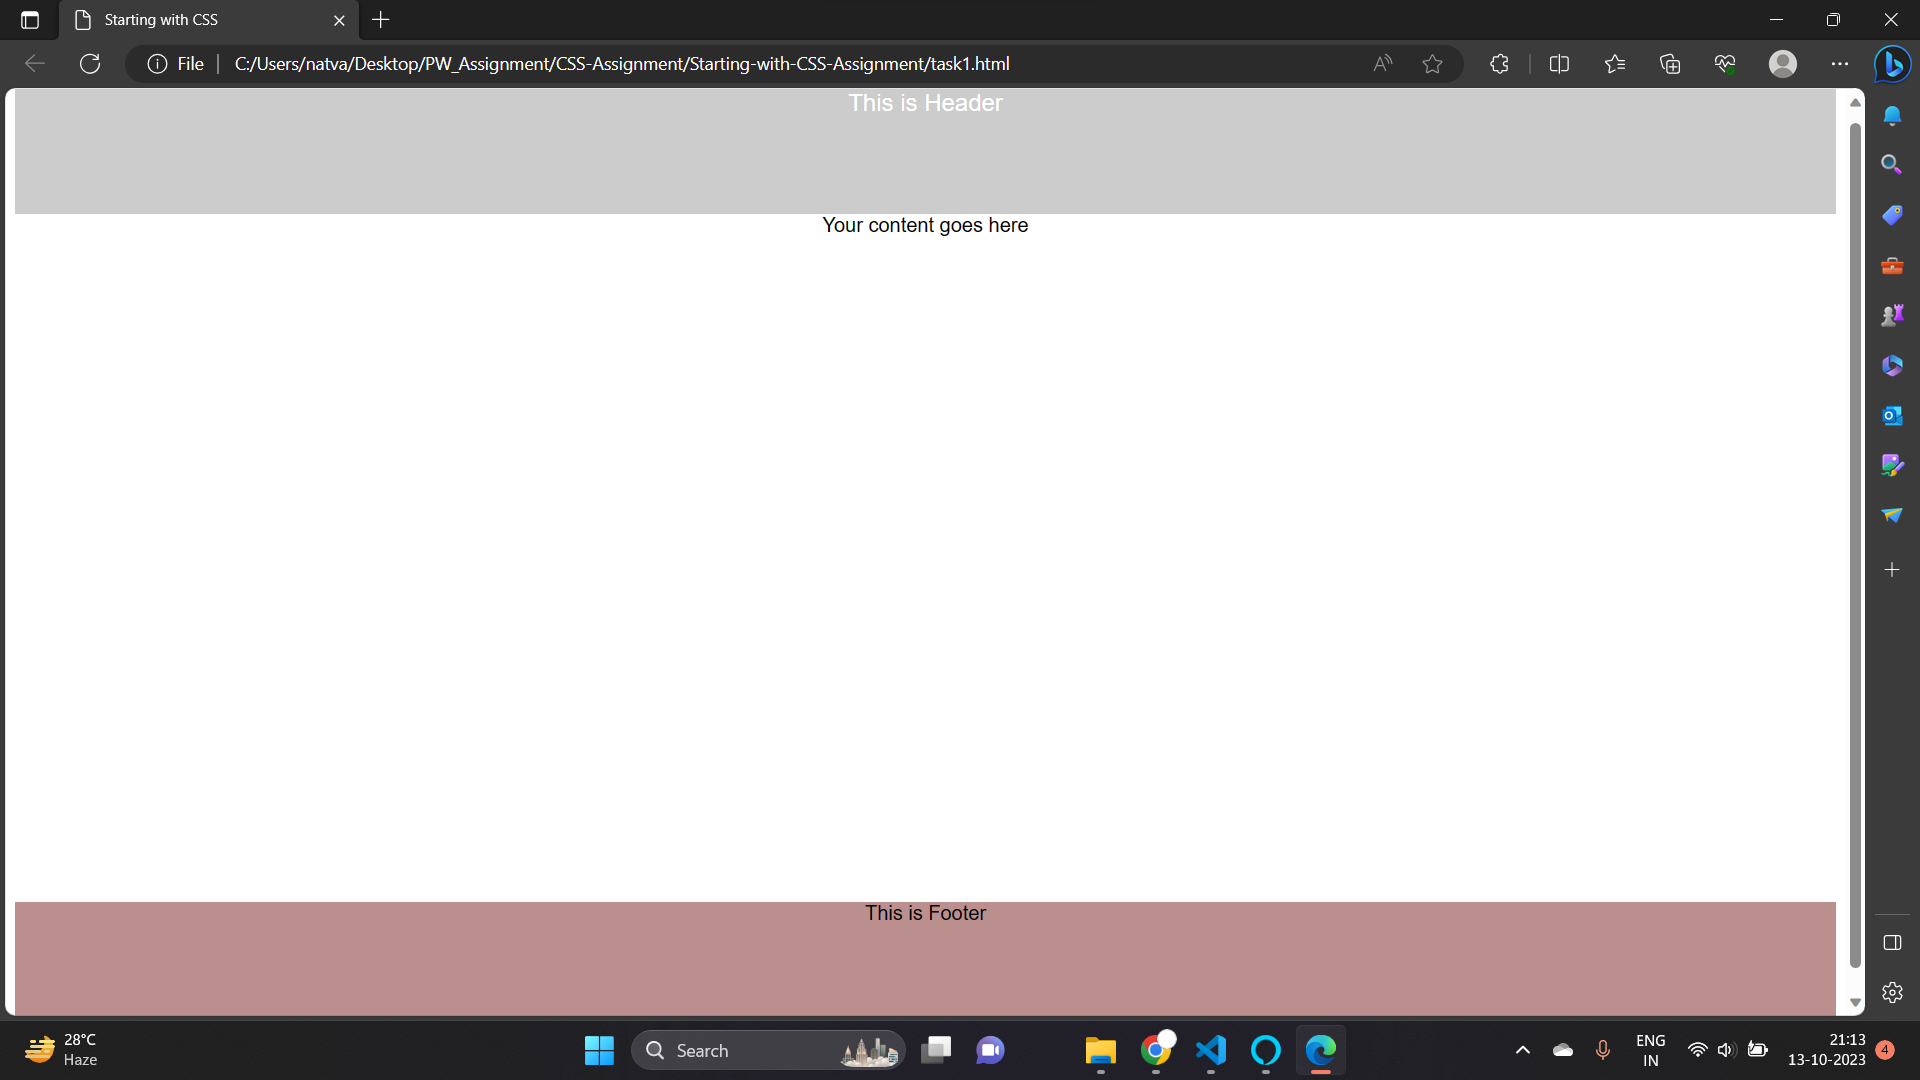 Starting with CSS
File
C:/Users/natva/Desktop/PW_Assignment/CSS-Assignment/Starting-with-CSS-Assignment/task1.html
This is Header
Your content goes here
This is Footer
28°C
Haze
Search
ENG
IN
21:13
13-10-2023
4